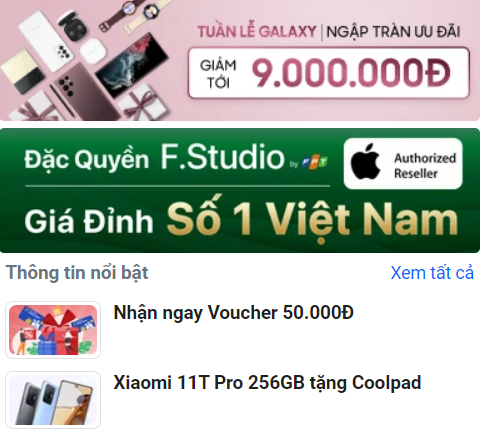 TUẦN LỄ GALAXY | NGẬP TRÀN ƯU ĐÃI
GIẢM TỚI 9.000.000Đ
Đặc Quyền F.Studio by FPT
Authorized Reseller
Giá Đỉnh Số 1 Việt Nam
Thông tin nổi bật Xem tất cả
Nhận ngay Voucher 50.000Đ
Xiaomi 11T Pro 256GB tặng Coolpad